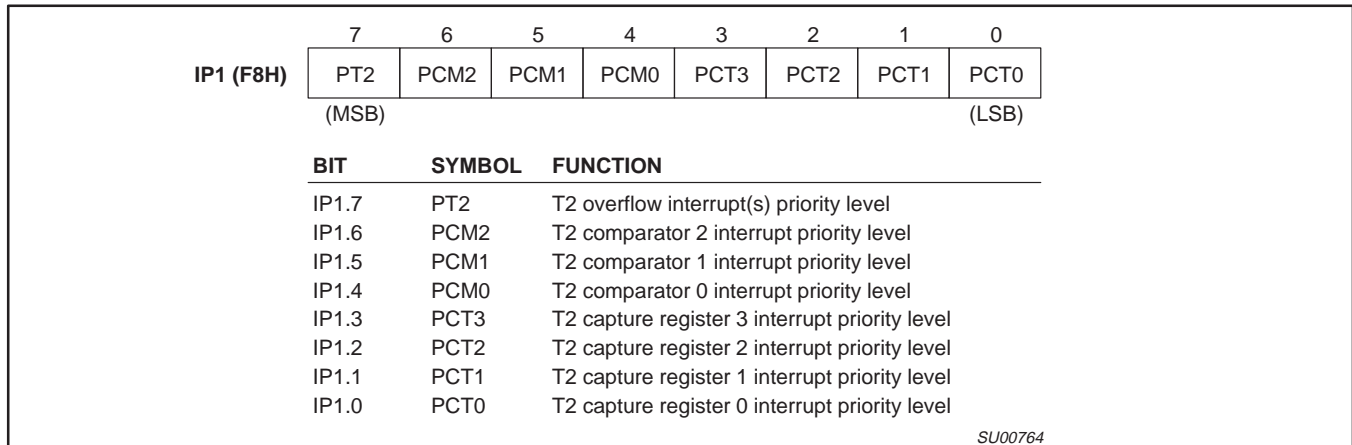 7 6 5 4 3 2 1 0
IP1 (F8H) PT2 PCM2 PCM1 PCM0 PCT3 PCT2 PCT1 PCT0
(MSB) (LSB)
BIT SYMBOL FUNCTION
IP1.7 PT2 T2 overflow interrupt(s) priority level
IP1.6 PCM2 T2 comparator 2 interrupt priority level
IP1.5 PCM1 T2 comparator 1 interrupt priority level
IP1.4 PCM0 T2 comparator 0 interrupt priority level
IP1.3 PCT3 T2 capture register 3 interrupt priority level
IP1.2 PCT2 T2 capture register 2 interrupt priority level
IP1.1 PCT1 T2 capture register 1 interrupt priority level
IP1.0 PCT0 T2 capture register 0 interrupt priority level
SU00764